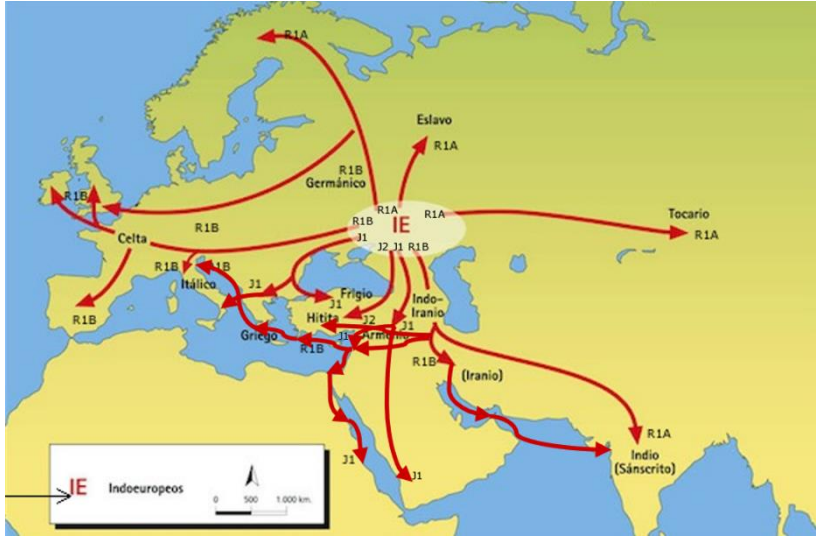 R1A
Eslavo
R1A
R1B
Germánico
R1B
R1A
R1A
R1B
R1B
IE
Tocario
R1A
Celta
J1
J2
J1
R1B
R1B
R1B
Itálico
J1
Frigio
J1
Indo-
Iranio
R1B
Hitita
J2
J1
Griego
J1
Armenio
R1B
R1B
(Iranio)
R1A
Indio
(Sánscrito)
J1
J1
IE
Indoeuropeos
0 500 1.000 km.